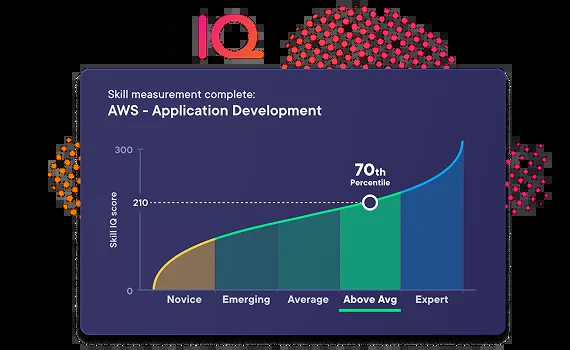 IQ
Skill measurement complete:
AWS - Application Development
300
70th
Percentile
210
Skill IQ score
0
Novice Emerging Average Above Avg Expert